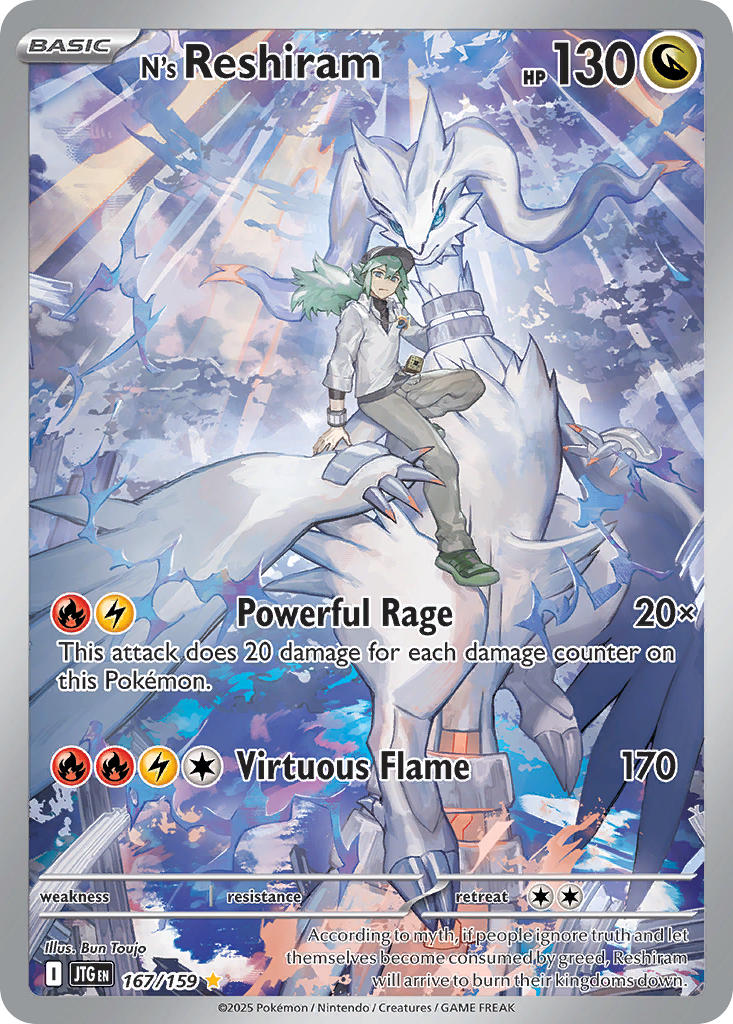 BASIC
N's Reshiram
HP 130
Powerful Rage 20×
This attack does 20 damage for each damage counter on
this Pokémon.
Virtuous Flame 170
weakness resistance retreat
Illus. Bun Toujo
According to myth, if people ignore truth and let
themselves become consumed by greed, Reshiram
will arrive to burn their kingdoms down.
I JTG EN 167/159
©2025 Pokémon / Nintendo / Creatures / GAME FREAK